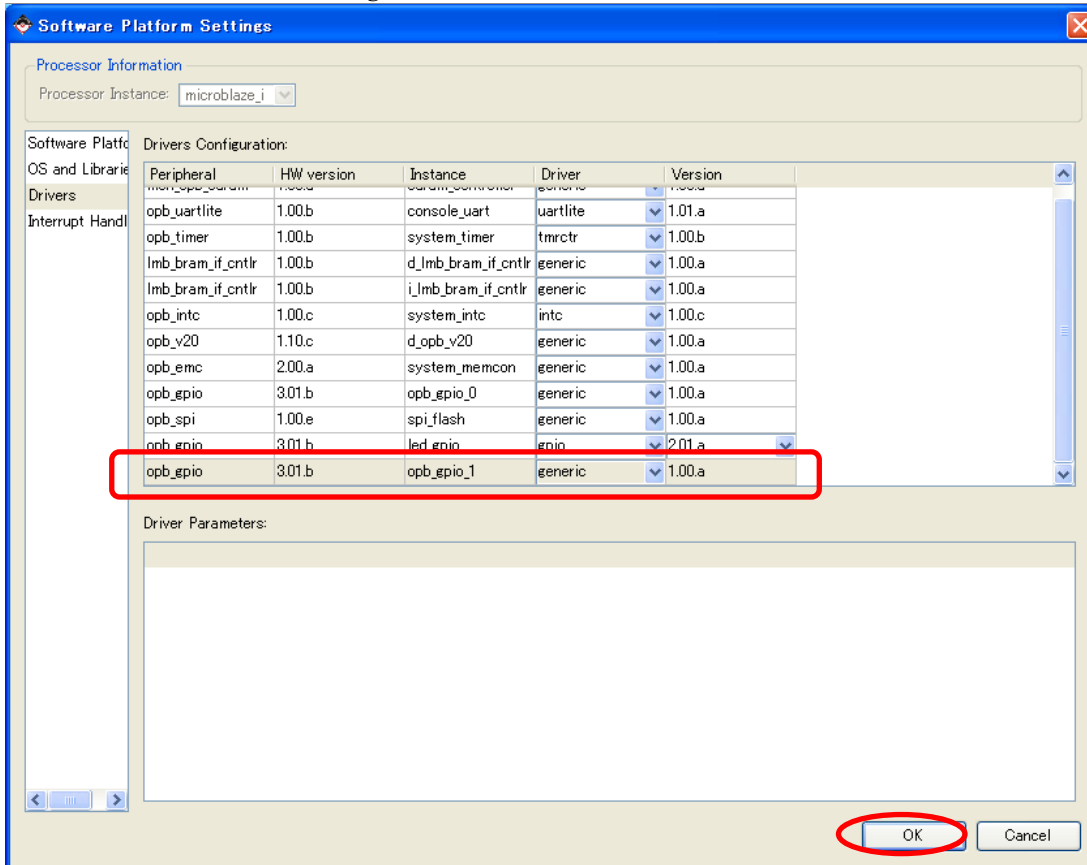 Software Platform Settings
Processor Information
Processor Instance: microblaze_i
Software Platfo
OS and Librarie
Drivers
Interrupt Handl
Drivers Configuration:
Peripheral HW version Instance Driver Version
opb_uartlite 1.00.b console_uart uartlite 1.01.a
opb_timer 1.00.b system_timer tmrctr 1.00.b
lmb_bram_if_cntlr 1.00.b d_lmb_bram_if_cntlr generic 1.00.a
lmb_bram_if_cntlr 1.00.b i_lmb_bram_if_cntlr generic 1.00.a
opb_intc 1.00.c system_intc intc 1.00.c
opb_v20 1.10.c d_opb_v20 generic 1.00.a
opb_emc 2.00.a system_memcon generic 1.00.a
opb_gpio 3.01.b opb_gpio_0 generic 1.00.a
opb_spi 1.00.e spi_flash generic 1.00.a
opb_gpio 3.01.b led_gpio gpio 2.01.a
opb_gpio 3.01.b opb_gpio_1 generic 1.00.a
Driver Parameters:
OK Cancel